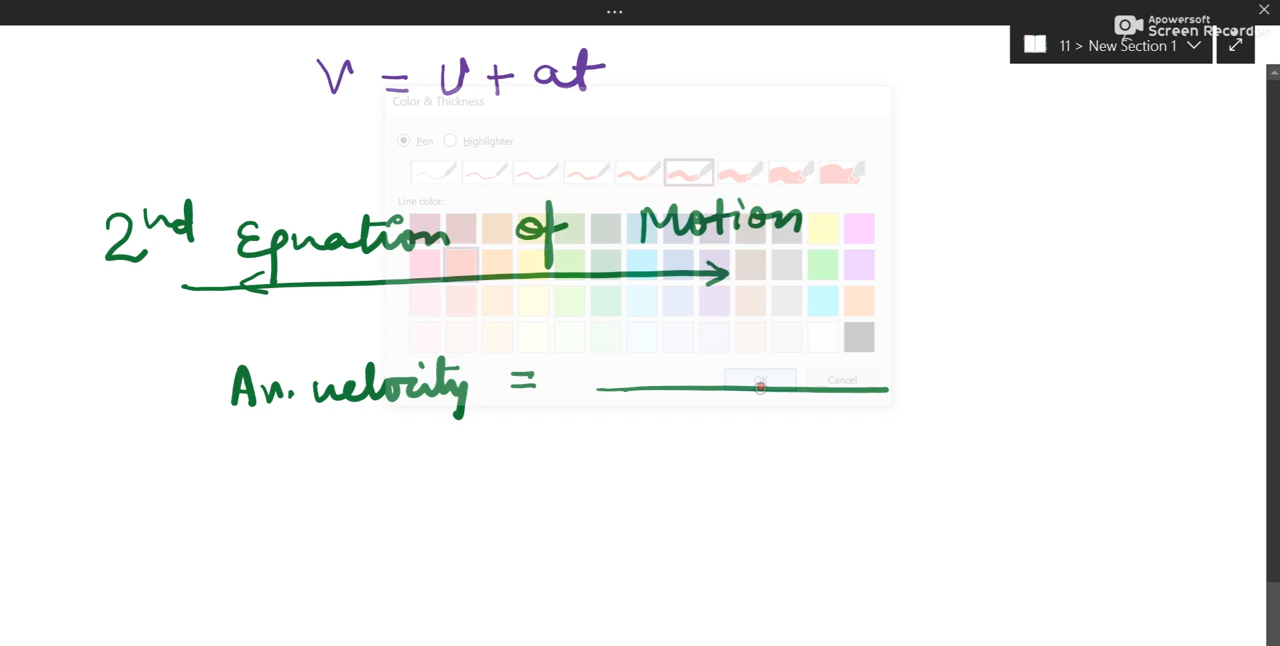 ...
Apowersoft
Screen Recorder
11 > New Section 1
v = u + at
Color & Thickness
Pen Highlighter
Line color:
2nd Equation of Motion
Av. velocity =
OK Cancel